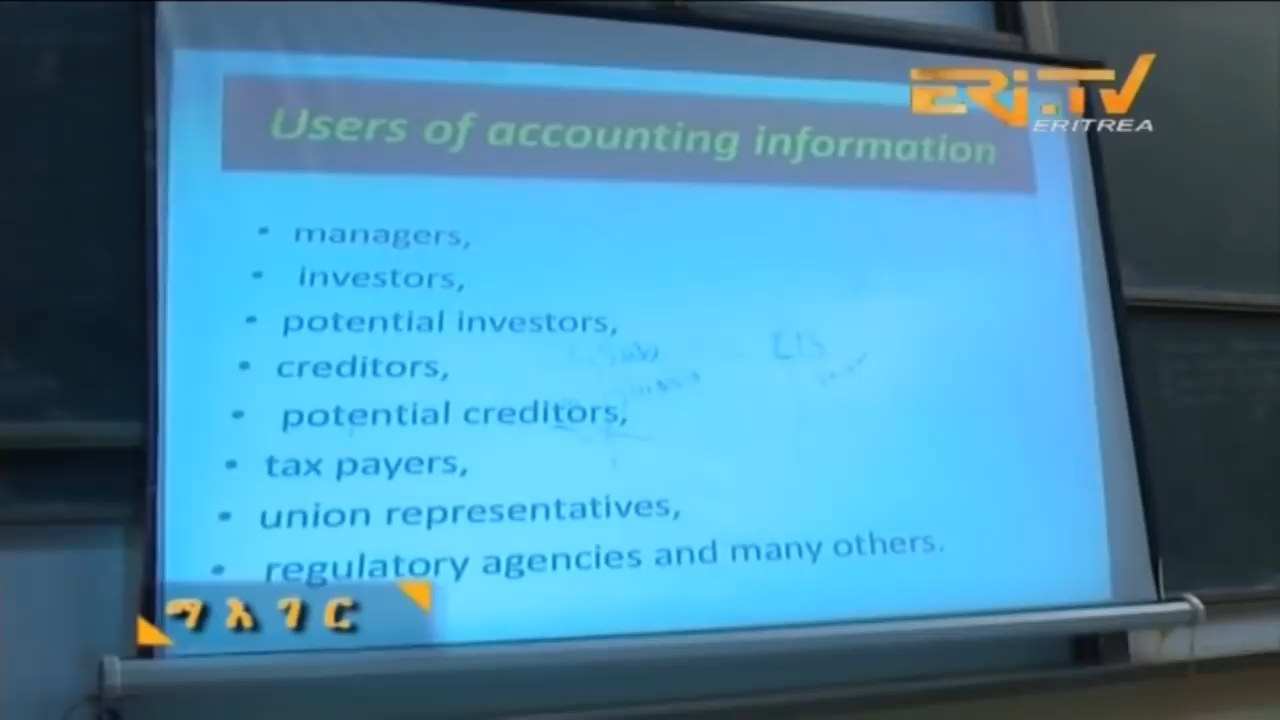 ERi.TV
ERITREA
Users of accounting information
• managers,
• investors,
• potential investors,
• creditors,
• potential creditors,
• tax payers,
• union representatives,
• regulatory agencies and many others.
ማእገር